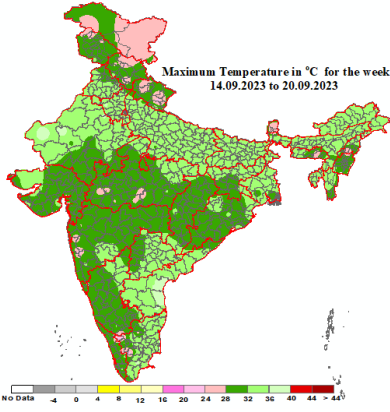 Maximum Temperature in °C for the week
14.09.2023 to 20.09.2023
No Data -4 0 4 8 12 16 20 24 28 32 36 40 44 > 44